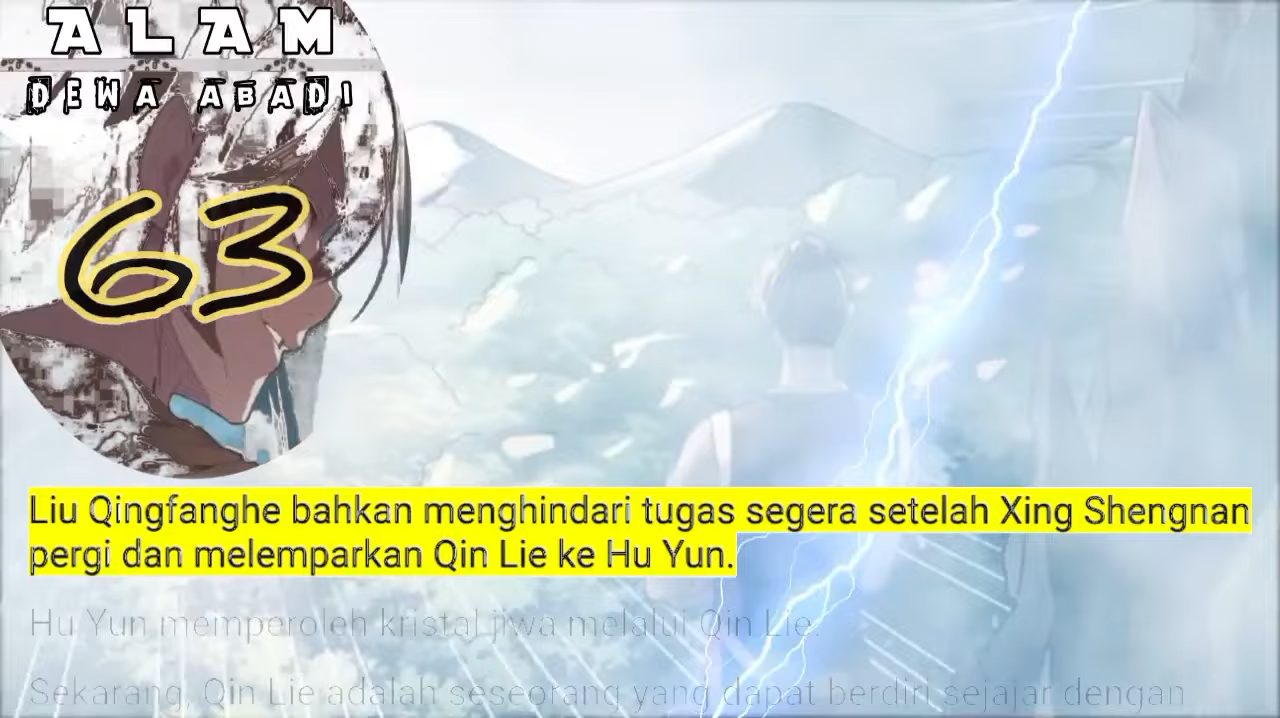 ALAM
DEWA ABADI
63
Liu Qingfanghe bahkan menghindari tugas segera setelah Xing Shengnan
pergi dan melemparkan Qin Lie ke Hu Yun.
Hu Yun memperoleh kristal jiwa melalui Qin Lie.
Sekarang, Qin Lie adalah seseorang yang dapat berdiri sejajar dengan